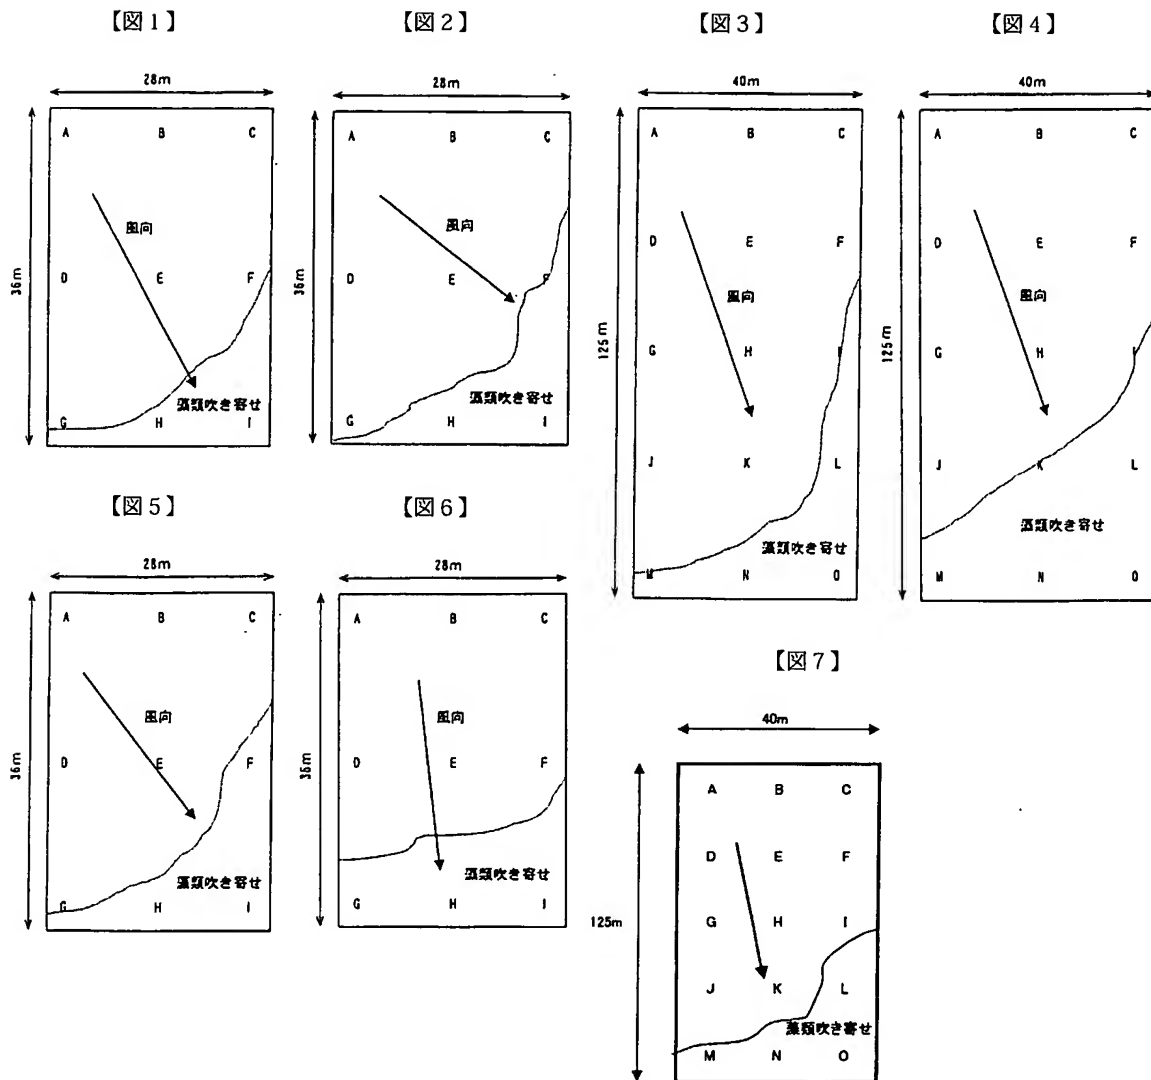 【図1】
28m
36m
A B C
風向
D E F
藻類吹き寄せ
G H I
【図2】
28m
36m
A B C
風向
D E F
藻類吹き寄せ
G H I
【図3】
40m
125m
A B C
D E F
風向
G H I
J K L
藻類吹き寄せ
M N O
【図4】
40m
125m
A B C
D E F
風向
G H I
J K L
藻類吹き寄せ
M N O
【図5】
28m
36m
A B C
風向
D E F
藻類吹き寄せ
G H I
【図6】
28m
36m
A B C
風向
D E F
藻類吹き寄せ
G H I
【図7】
40m
125m
A B C
D E F
G H I
J K L
藻類吹き寄せ
M N O